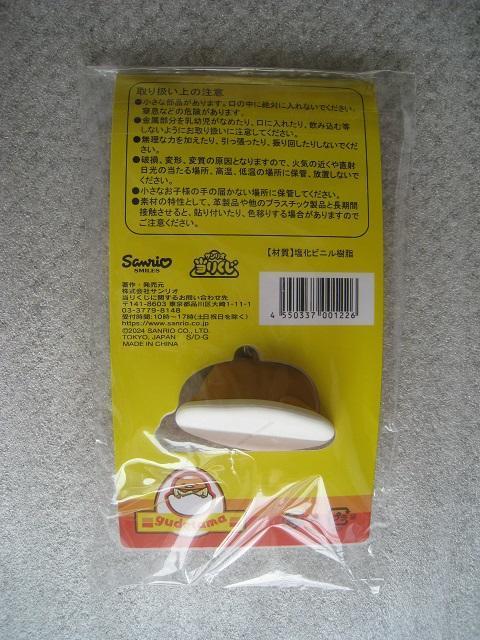 取り扱い上の注意
●小さな部品があります。口の中に絶対に入れないでください。
窒息などの危険があります。
●金属部分を乳幼児がなめたり、口に入れたり、飲み込む等
しないようにお取り扱いに注意してください。
●無理な力を加えたり、引っ張ったり、振り回したりしないでく
ださい。
●破損、変形、変質の原因となりますので、火気の近くや直射
日光の当たる場所、高温、低温の場所に保管、放置しないで
ください。
●小さなお子様の手の届かない場所に保管してください。
●素材の特性として、革製品や他のプラスチック製品と長期間
接触させると、貼り付いたり、色移りする場合がありますので
ご注意ください。
【材質】塩化ビニル樹脂
Sanrio
SMILES
サンリオ
当りくじ
著作・発売元
株式会社サンリオ
当りくじに関するお問い合わせ先
〒141-8603 東京都品川区大崎1-11-1
03-3779-8148
受付時間:10時〜17時(土日祝日を除く)
https://www.sanrio.co.jp
©2024 SANRIO CO., LTD.
TOKYO, JAPAN S/D-G
MADE IN CHINA
4 550337 001226
gudetama